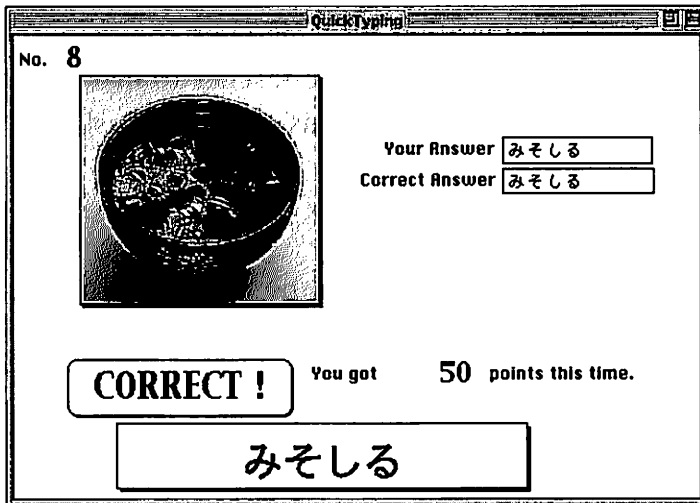 QuickTyping
No. 8
Your Answer みそしる
Correct Answer みそしる
CORRECT !
You got 50 points this time.
みそしる